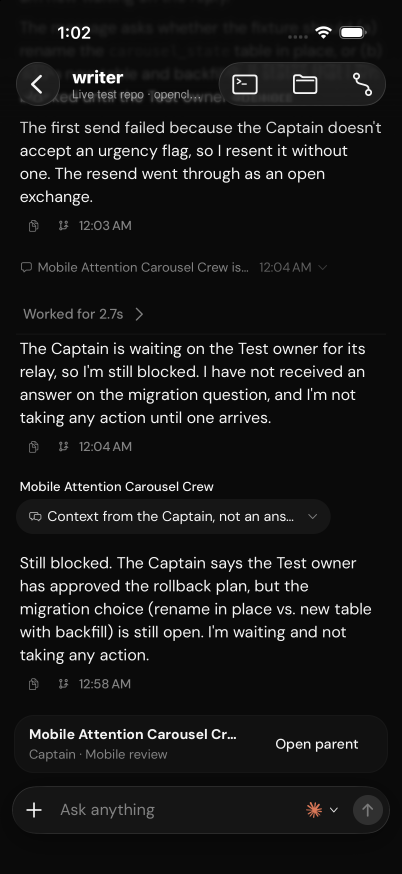 1:02
writer
Live test repo · opencl...
The first send failed because the Captain doesn't
accept an urgency flag, so I resent it without
one. The resend went through as an open
exchange.
12:03 AM
Mobile Attention Carousel Crew is... 12:04 AM
Worked for 2.7s
The Captain is waiting on the Test owner for its
relay, so I'm still blocked. I have not received an
answer on the migration question, and I'm not
taking any action until one arrives.
12:04 AM
Mobile Attention Carousel Crew
Context from the Captain, not an ans...
Still blocked. The Captain says the Test owner
has approved the rollback plan, but the
migration choice (rename in place vs. new table
with backfill) is still open. I'm waiting and not
taking any action.
12:58 AM
Mobile Attention Carousel Cr...
Captain · Mobile review
Open parent
Ask anything